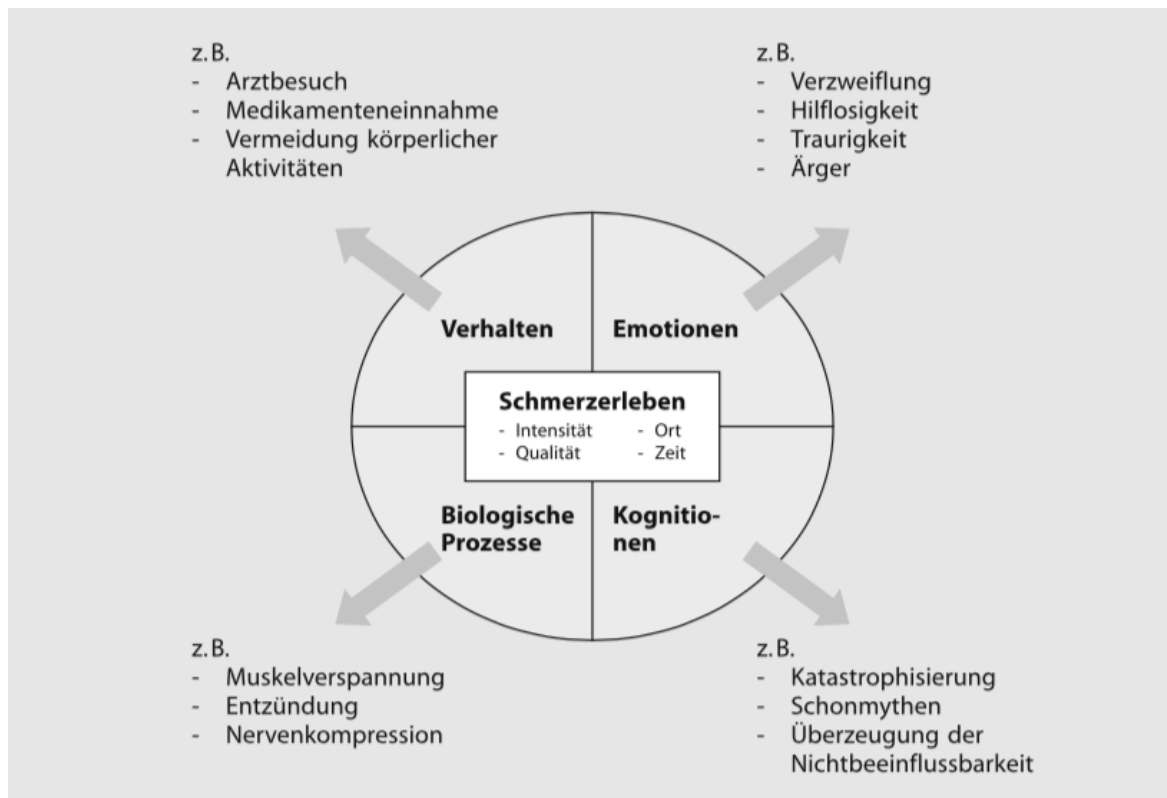 z. B.
- Arztbesuch
- Medikamenteneinnahme
- Vermeidung körperlicher
Aktivitäten
z. B.
- Verzweiflung
- Hilflosigkeit
- Traurigkeit
- Ärger
Verhalten
Emotionen
Schmerzerleben
- Intensität - Ort
- Qualität - Zeit
Biologische
Prozesse
Kognitio-
nen
z. B.
- Muskelverspannung
- Entzündung
- Nervenkompression
z. B.
- Katastrophisierung
- Schonmythen
- Überzeugung der
Nichtbeeinflussbarkeit